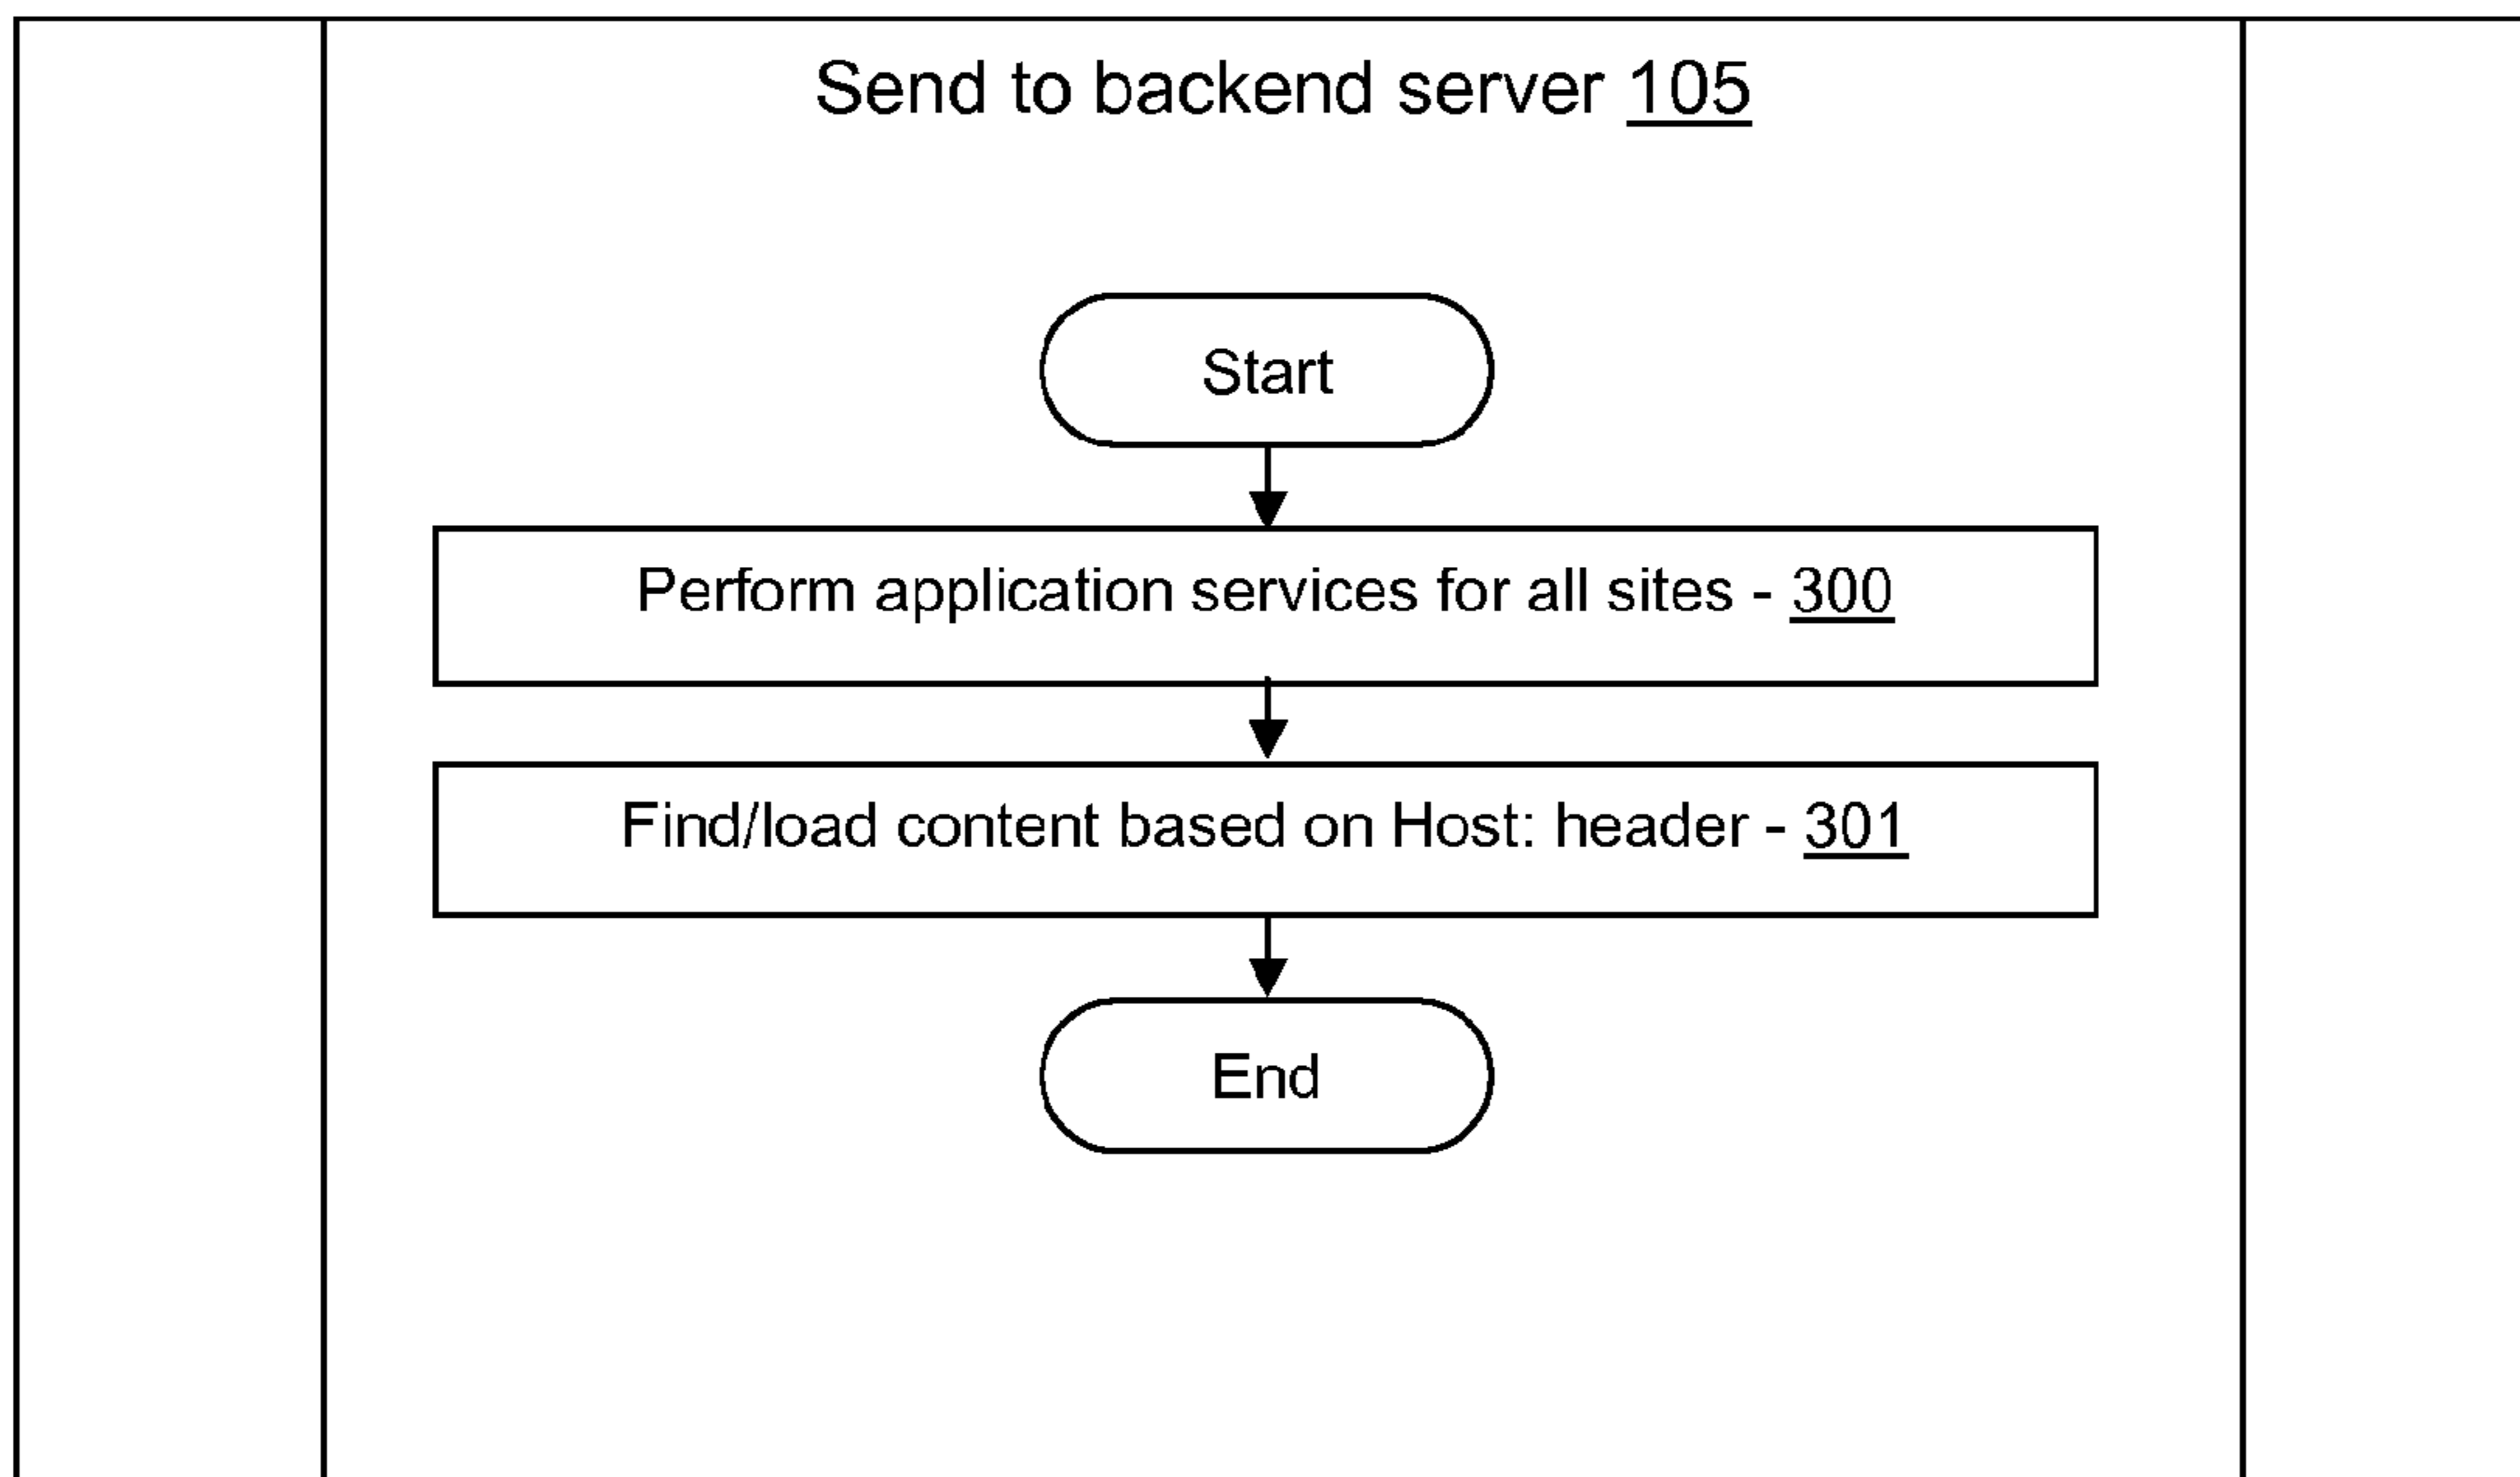 Send to backend server 105
Start
Perform application services for all sites - 300
Find/load content based on Host: header - 301
End